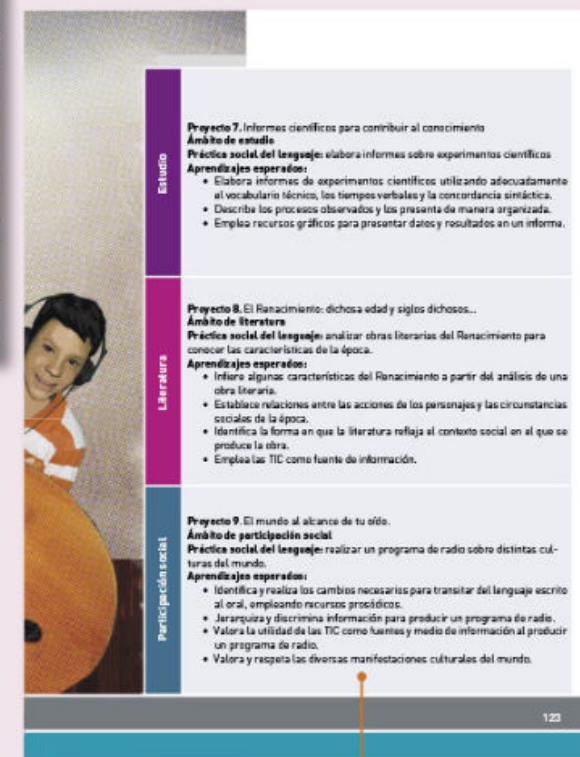 Estudio
Proyecto 7. Informes científicos para contribuir al conocimiento
Ámbito de estudio
Práctica social del lenguaje: elabora informes sobre experimentos científicos
Aprendizajes esperados:
• Elabora informes de experimentos científicos utilizando adecuadamente
el vocabulario técnico, los tiempos verbales y la concordancia sintáctica.
• Describe los procesos observados y los presenta de manera organizada.
• Emplea recursos gráficos para presentar datos y resultados en un informe.
Literatura
Proyecto 8. El Renacimiento: dichosa edad y siglos dichosos...
Ámbito de literatura
Práctica social del lenguaje: analizar obras literarias del Renacimiento para
conocer las características de la época.
Aprendizajes esperados:
• Infiere algunas características del Renacimiento a partir del análisis de una
obra literaria.
• Establece relaciones entre las acciones de los personajes y las circunstancias
sociales de la época.
• Identifica la forma en que la literatura refleja el contexto social en el que se
produce la obra.
• Emplea las TIC como fuente de información.
Participación social
Proyecto 9. El mundo al alcance de tu oído.
Ámbito de participación social
Práctica social del lenguaje: realizar un programa de radio sobre distintas cul-
turas del mundo.
Aprendizajes esperados:
• Identifica y realiza los cambios necesarios para transitar del lenguaje escrito
al oral, empleando recursos prosódicos.
• Jerarquiza y discrimina información para producir un programa de radio.
• Valora la utilidad de las TIC como fuentes y medio de información al producir
un programa de radio.
• Valora y respeta las diversas manifestaciones culturales del mundo.
123